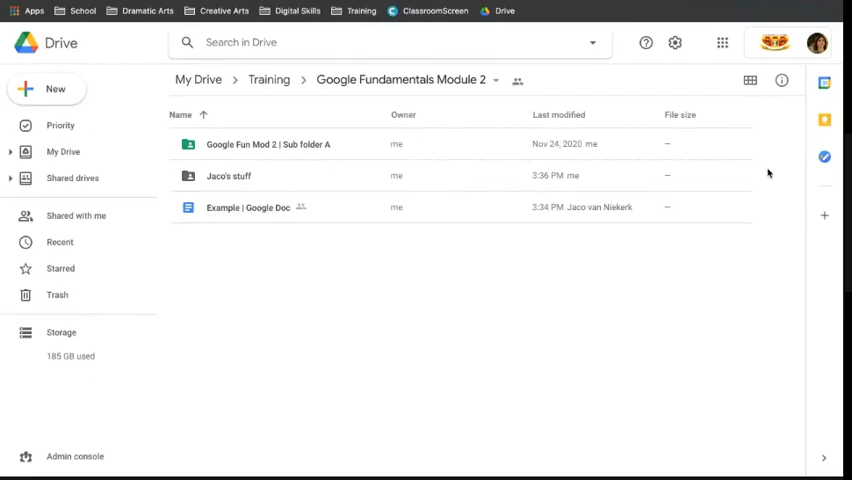 Apps School Dramatic Arts Creative Arts Digital Skills Training ClassroomScreen Drive
Drive
Search in Drive
New
My Drive Training Google Fundamentals Module 2
Name Owner Last modified File size
Google Fun Mod 2 | Sub folder A me Nov 24, 2020 me –
Jaco's stuff me 3:36 PM me –
Example | Google Doc me 3:34 PM Jaco van Niekerk –
Priority
My Drive
Shared drives
Shared with me
Recent
Starred
Trash
Storage
185 GB used
Admin console